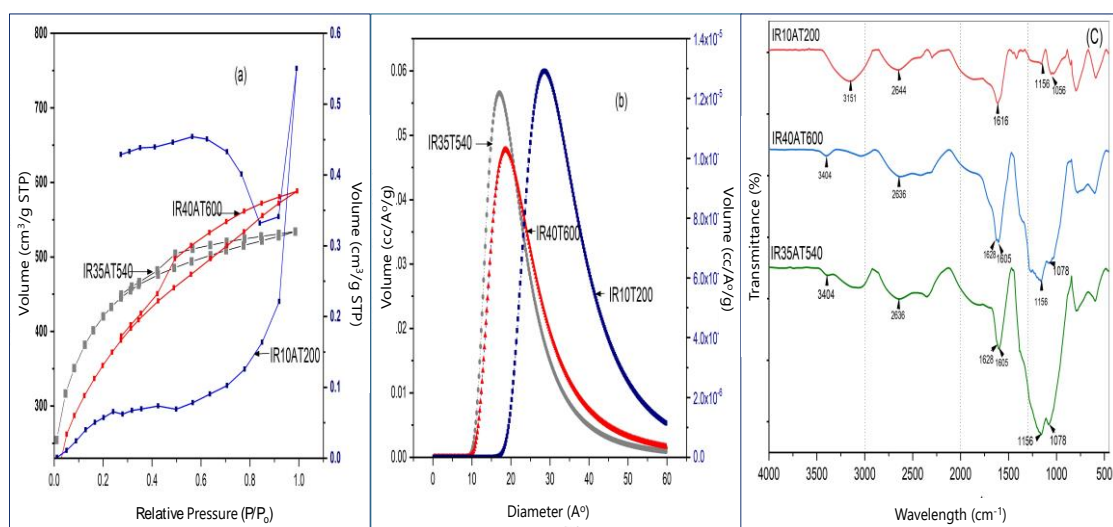 (a)
Volume (cm³/g STP)
800
700
600
500
400
300
Volume (cm³/g STP)
0.6
0.5
0.4
0.3
0.2
0.1
0.0
IR40AT600
IR35AT540
IR10AT200
0.0 0.2 0.4 0.6 0.8 1.0
Relative Pressure (P/Pₒ)
(b)
Volume (cc/Aᵒ/g)
0.06
.05
.04
.03
0.02
0.01
0.00
Volume (cc/Aᵒ/g)
1.4x10⁻⁵
1.2x10⁻⁵
1.0x10⁻
8.0x10⁻
6.0x10⁻
4.0x10⁻
2.0x10⁻⁶
0.0
IR35T540
IR40T600
IR10T200
0 10 20 30 40 50 60
Diameter (Aᵒ)
(C)
Transmittance (%)
IR10AT200
3151
2644
1616
1156
1056
IR40AT600
3404
2636
1628
1605
1156
1078
IR35AT540
3404
2636
1628
1605
1156
1078
4000 3500 3000 2500 2000 1500 1000 500
Wavelength (cm⁻¹)